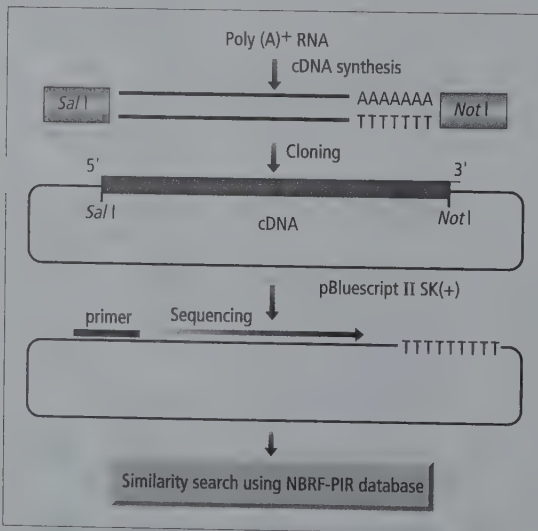 Poly (A)+ RNA
cDNA synthesis
Sal I
AAAAAAA
TTTTTTT
Not I
Cloning
5'
3'
Sal I
cDNA
Not I
pBluescript II SK(+)
primer
Sequencing
TTTTTTTTT
Similarity search using NBRF-PIR database